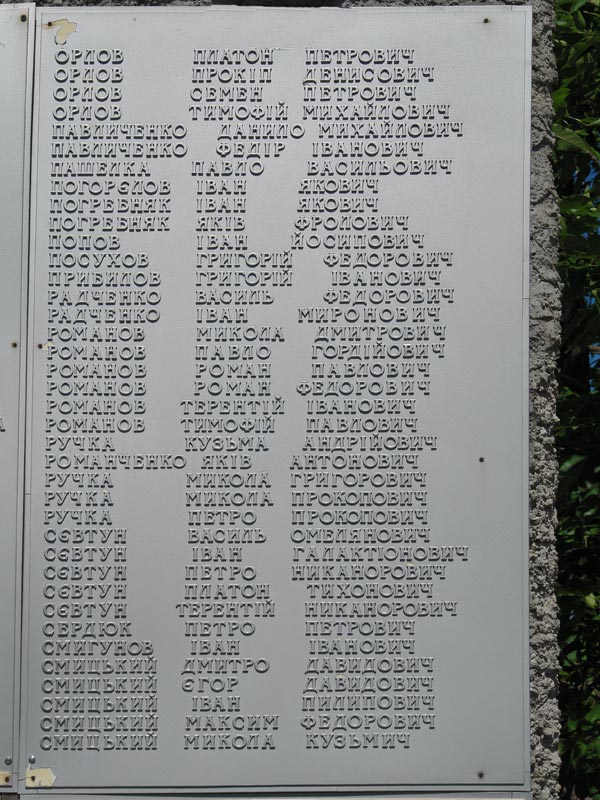 ОРЛОВ ПЛАТОН ПЕТРОВИЧ
ОРЛОВ ПРОКІП ДЕНИСОВИЧ
ОРЛОВ СЕМЕН ПЕТРОВИЧ
ОРЛОВ ТИМОФІЙ МИХАЙЛОВИЧ
ПАВЛИЧЕНКО ДАНИЛО МИХАЙЛОВИЧ
ПАВЛИЧЕНКО ФЕДІР ІВАНОВИЧ
ПАШЕЛКА ПАВЛО ВАСИЛЬОВИЧ
ПОГОРЄЛОВ ІВАН ЯКОВИЧ
ПОГРЕБНЯК ІВАН ЯКОВИЧ
ПОГРЕБНЯК ЯКІВ ФРОЛОВИЧ
ПОПОВ ІВАН ЙОСИПОВИЧ
ПОСУХОВ ГРИГОРІЙ ФЕДОРОВИЧ
ПРИБИЛОВ ГРИГОРІЙ ІВАНОВИЧ
РАДЧЕНКО ВАСИЛЬ ФЕДОРОВИЧ
РАДЧЕНКО ІВАН МИРОНОВИЧ
РОМАНОВ МИКОЛА ДМИТРОВИЧ
РОМАНОВ ПАВЛО ГОРДІЙОВИЧ
РОМАНОВ РОМАН ПАВЛОВИЧ
РОМАНОВ РОМАН ФЕДОРОВИЧ
РОМАНОВ ТЕРЕНТІЙ ІВАНОВИЧ
РОМАНОВ ТИМОФІЙ ПАВЛОВИЧ
РУЧКА КУЗЬМА АНДРІЙОВИЧ
РОМАНЧЕНКО ЯКІВ АНТОНОВИЧ
РУЧКА МИКОЛА ГРИГОРОВИЧ
РУЧКА МИКОЛА ПРОКОПОВИЧ
РУЧКА ПЕТРО ПРОКОПОВИЧ
СЄВТУН ВАСИЛЬ ОМЕЛЯНОВИЧ
СЄВТУН ІВАН ГАЛАКТІОНОВИЧ
СЄВТУН ПЕТРО НИКАНОРОВИЧ
СЄВТУН ПЛАТОН ТИХОНОВИЧ
СЄВТУН ТЕРЕНТІЙ НИКАНОРОВИЧ
СЕРДЮК ПЕТРО ПЕТРОВИЧ
СМИГУНОВ ІВАН ІВАНОВИЧ
СМИЦЬКИЙ ДМИТРО ДАВИДОВИЧ
СМИЦЬКИЙ ЄГОР ДАВИДОВИЧ
СМИЦЬКИЙ ІВАН ПИЛИПОВИЧ
СМИЦЬКИЙ МАКСИМ ФЕДОРОВИЧ
СМИЦЬКИЙ МИКОЛА КУЗЬМИЧ